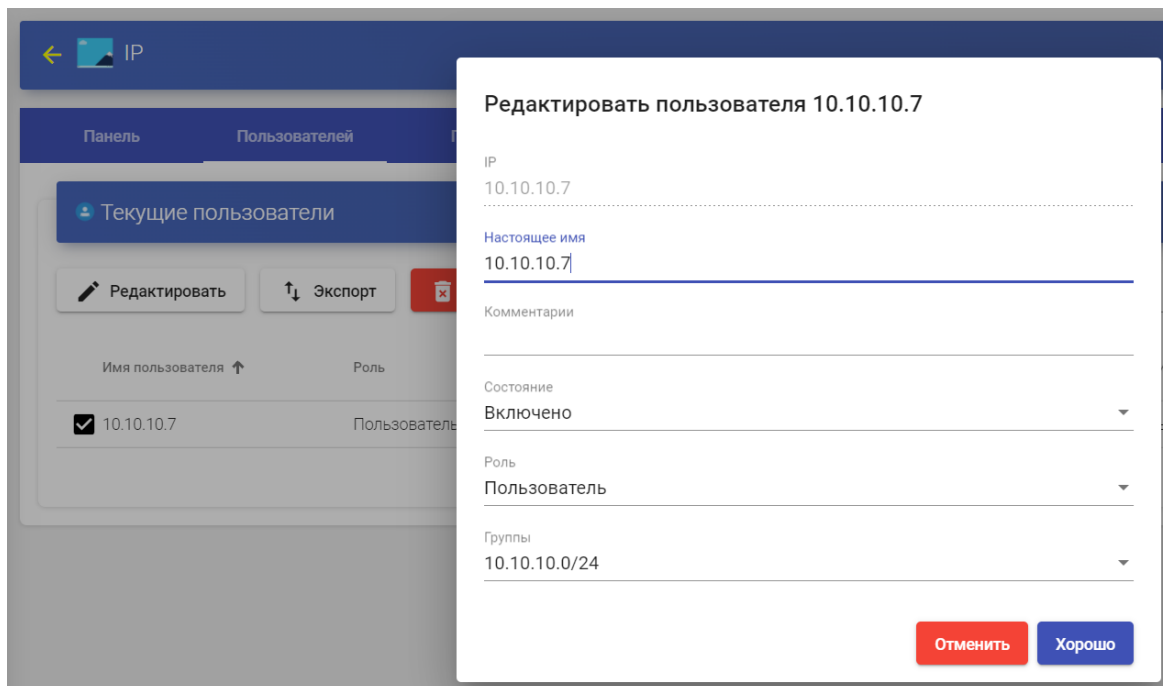 IP
Панель
Пользователей
Текущие пользователи
Редактировать
Экспорт
Имя пользователя
Роль
10.10.10.7
Пользователь
Редактировать пользователя 10.10.10.7
IP
10.10.10.7
Настоящее имя
10.10.10.7
Комментарии
Состояние
Включено
Роль
Пользователь
Группы
10.10.10.0/24
Отменить
Хорошо